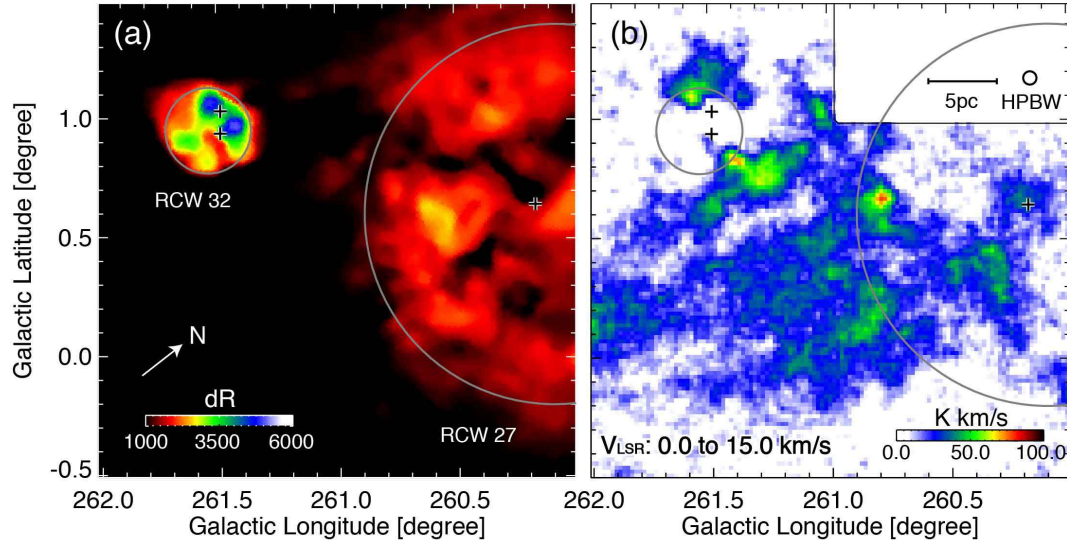 (a)
RCW 32
RCW 27
N
dR
1000 3500 6000
Galactic Latitude [degree]
1.0
0.5
0.0
-0.5
262.0 261.5 261.0 260.5
Galactic Longitude [degree]
(b)
5pc HPBW
VLSR: 0.0 to 15.0 km/s
K km/s
0.0 50.0 100.0
262.0 261.5 261.0 260.5
Galactic Longitude [degree]